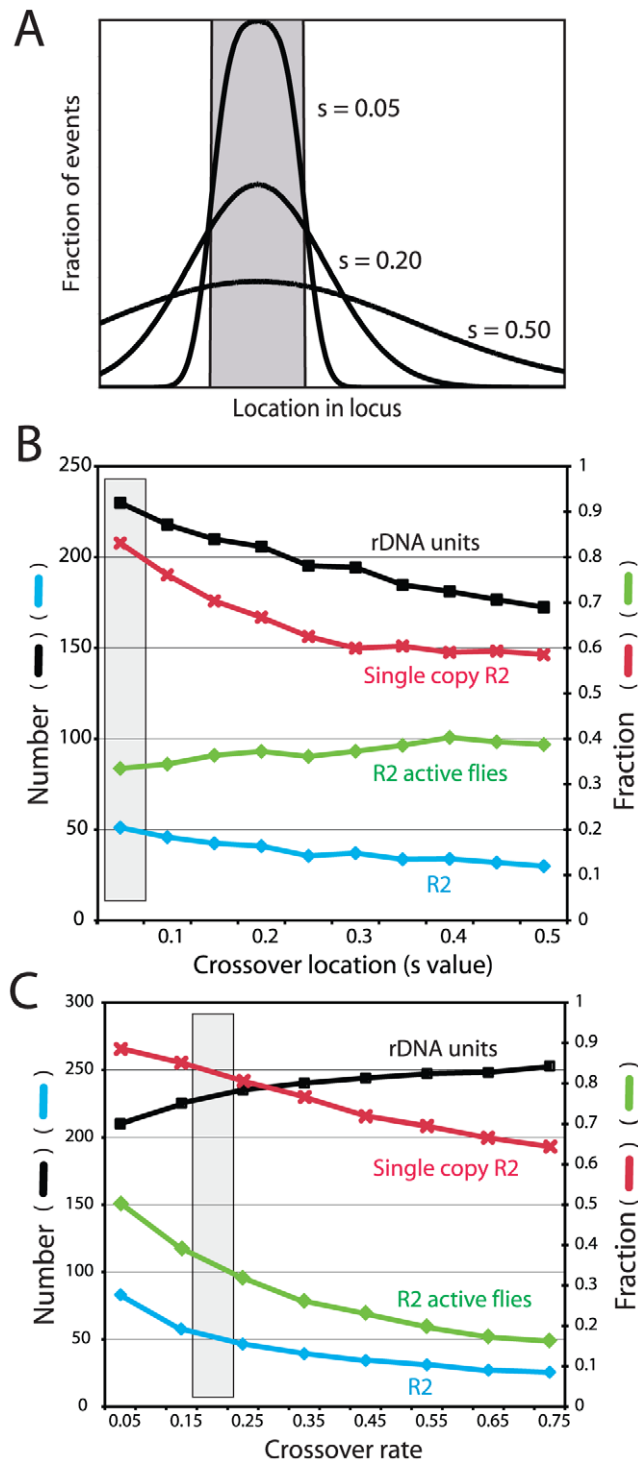 A
Fraction of events
s = 0.05
s = 0.20
s = 0.50
Location in locus
B
Number ( ) ( )
250
200
150
100
50
0
rDNA units
Single copy R2
R2 active flies
R2
1
0.9
0.8
0.7
0.6
0.5
0.4
0.3
0.2
0.1
0
Fraction ( ) ( )
0.1
0.2
0.3
0.4
0.5
Crossover location (s value)
C
Number ( ) ( )
300
250
200
150
100
50
0
rDNA units
Single copy R2
R2 active flies
R2
1
0.9
0.8
0.7
0.6
0.5
0.4
0.3
0.2
0.1
0
Fraction ( ) ( )
0.05
0.15
0.25
0.35
0.45
0.55
0.65
0.75
Crossover rate